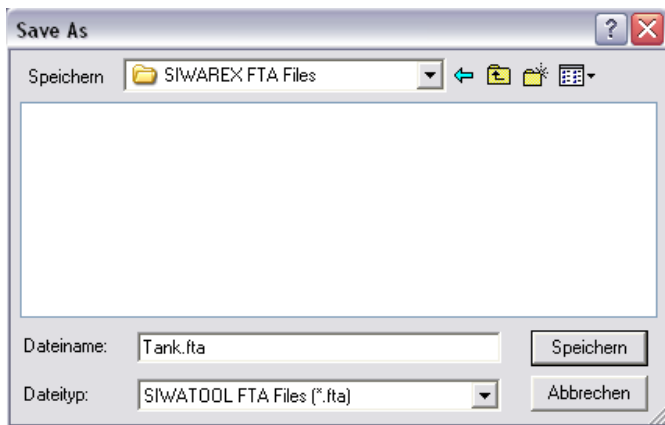 Save As
Speichern SIWAREX FTA Files
Dateiname: Tank.fta Speichern
Dateityp: SIWATOOL FTA Files (*.fta) Abbrechen